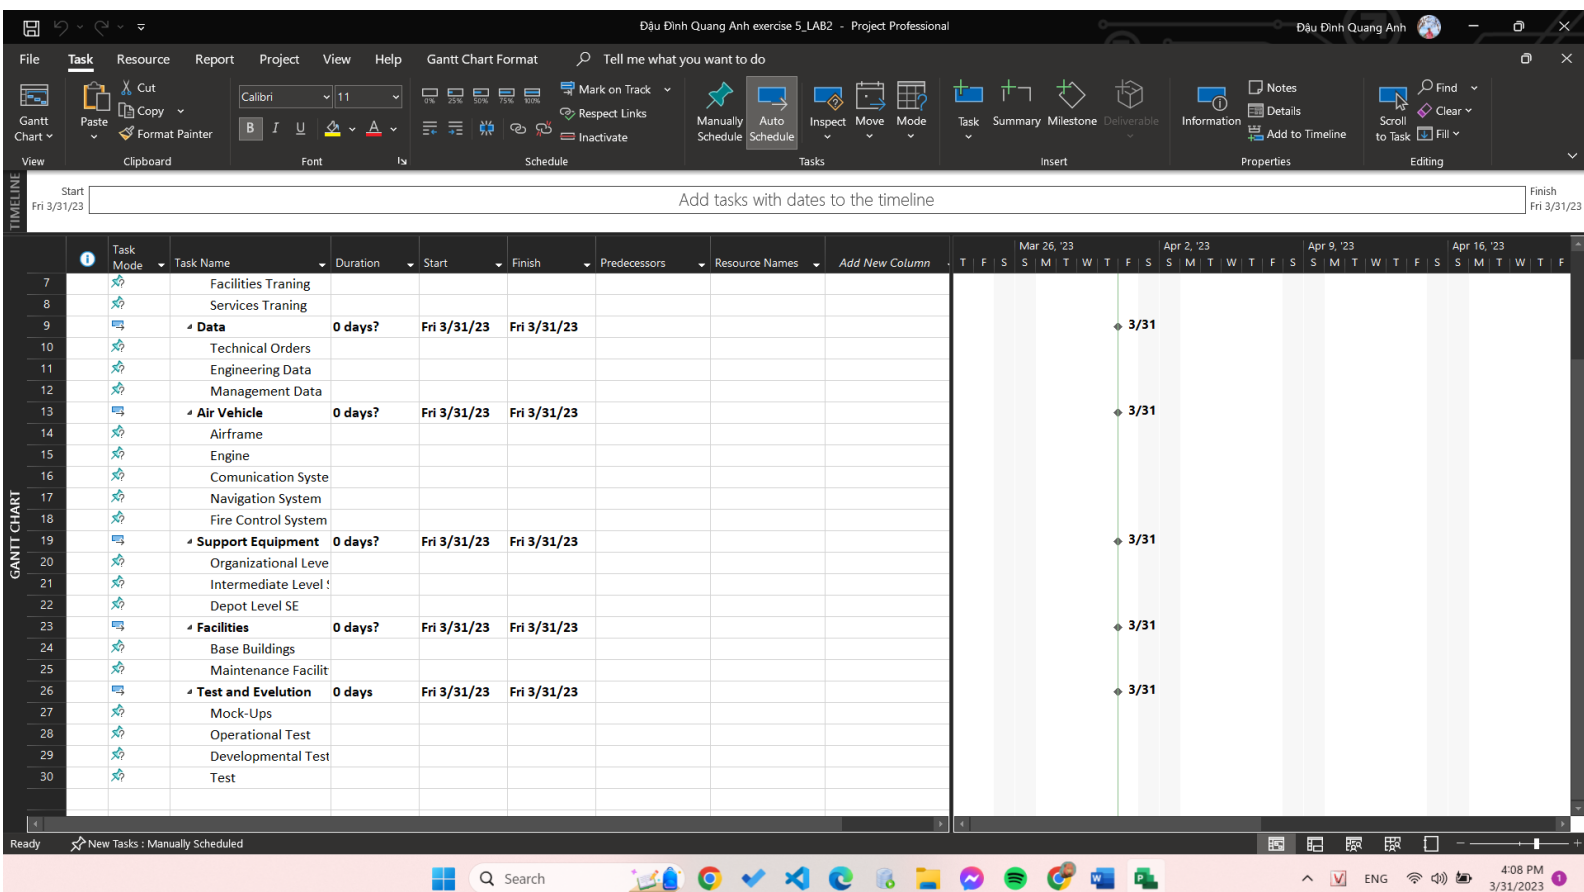 Đậu Đình Quang Anh exercise 5_LAB2 - Project Professional
Đậu Đình Quang Anh
File Task Resource Report Project View Help Gantt Chart Format Tell me what you want to do
Gantt Chart
View
Paste
Cut
Copy
Format Painter
Clipboard
Calibri 11
B I U A
Font
0% 25% 50% 75% 100%
Mark on Track
Respect Links
Inactivate
Schedule
Manually Schedule
Auto Schedule
Inspect
Move
Mode
Tasks
Task
Summary
Milestone
Deliverable
Insert
Information
Notes
Details
Add to Timeline
Properties
Scroll to Task
Find
Clear
Fill
Editing
TIMELINE
Start
Fri 3/31/23
Add tasks with dates to the timeline
Finish
Fri 3/31/23
GANTT CHART
Task Mode Task Name Duration Start Finish Predecessors Resource Names Add New Column
Mar 26, '23 Apr 2, '23 Apr 9, '23 Apr 16, '23
T F S S M T W T F S S M T W T F S S M T W T F S S M T W T F
7 Facilities Traning
8 Services Traning
9 Data 0 days? Fri 3/31/23 Fri 3/31/23 3/31
10 Technical Orders
11 Engineering Data
12 Management Data
13 Air Vehicle 0 days? Fri 3/31/23 Fri 3/31/23 3/31
14 Airframe
15 Engine
16 Comunication Syste
17 Navigation System
18 Fire Control System
19 Support Equipment 0 days? Fri 3/31/23 Fri 3/31/23 3/31
20 Organizational Leve
21 Intermediate Level S
22 Depot Level SE
23 Facilities 0 days? Fri 3/31/23 Fri 3/31/23 3/31
24 Base Buildings
25 Maintenance Facilit
26 Test and Evelution 0 days Fri 3/31/23 Fri 3/31/23 3/31
27 Mock-Ups
28 Operational Test
29 Developmental Test
30 Test
Ready New Tasks : Manually Scheduled
Search
V ENG 4:08 PM 1
3/31/2023